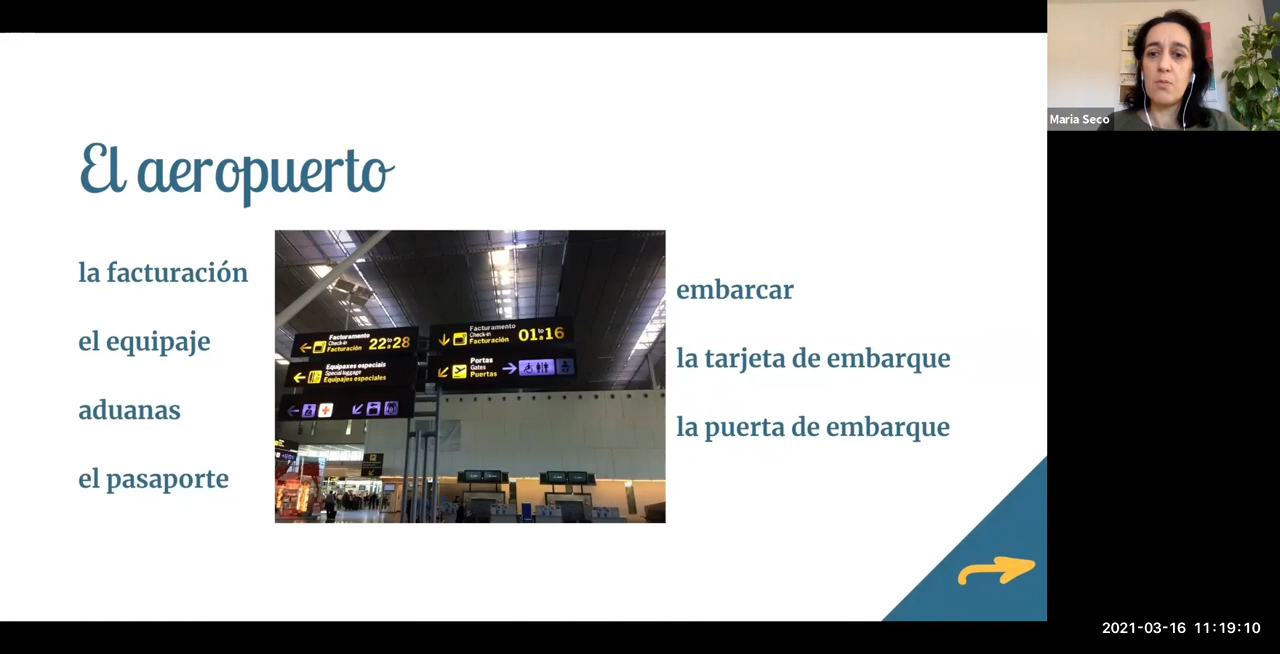 El aeropuerto
la facturación
el equipaje
aduanas
el pasaporte
Facturamento
Check-in
Facturación
22 to a 28
Equipaxes especiais
Special luggage
Equipajes especiales
Facturamento
Check-in
Facturación
01 to a 16
Portas
Gates
Puertas
embarcar
la tarjeta de embarque
la puerta de embarque
Maria Seco
2021-03-16 11:19:10